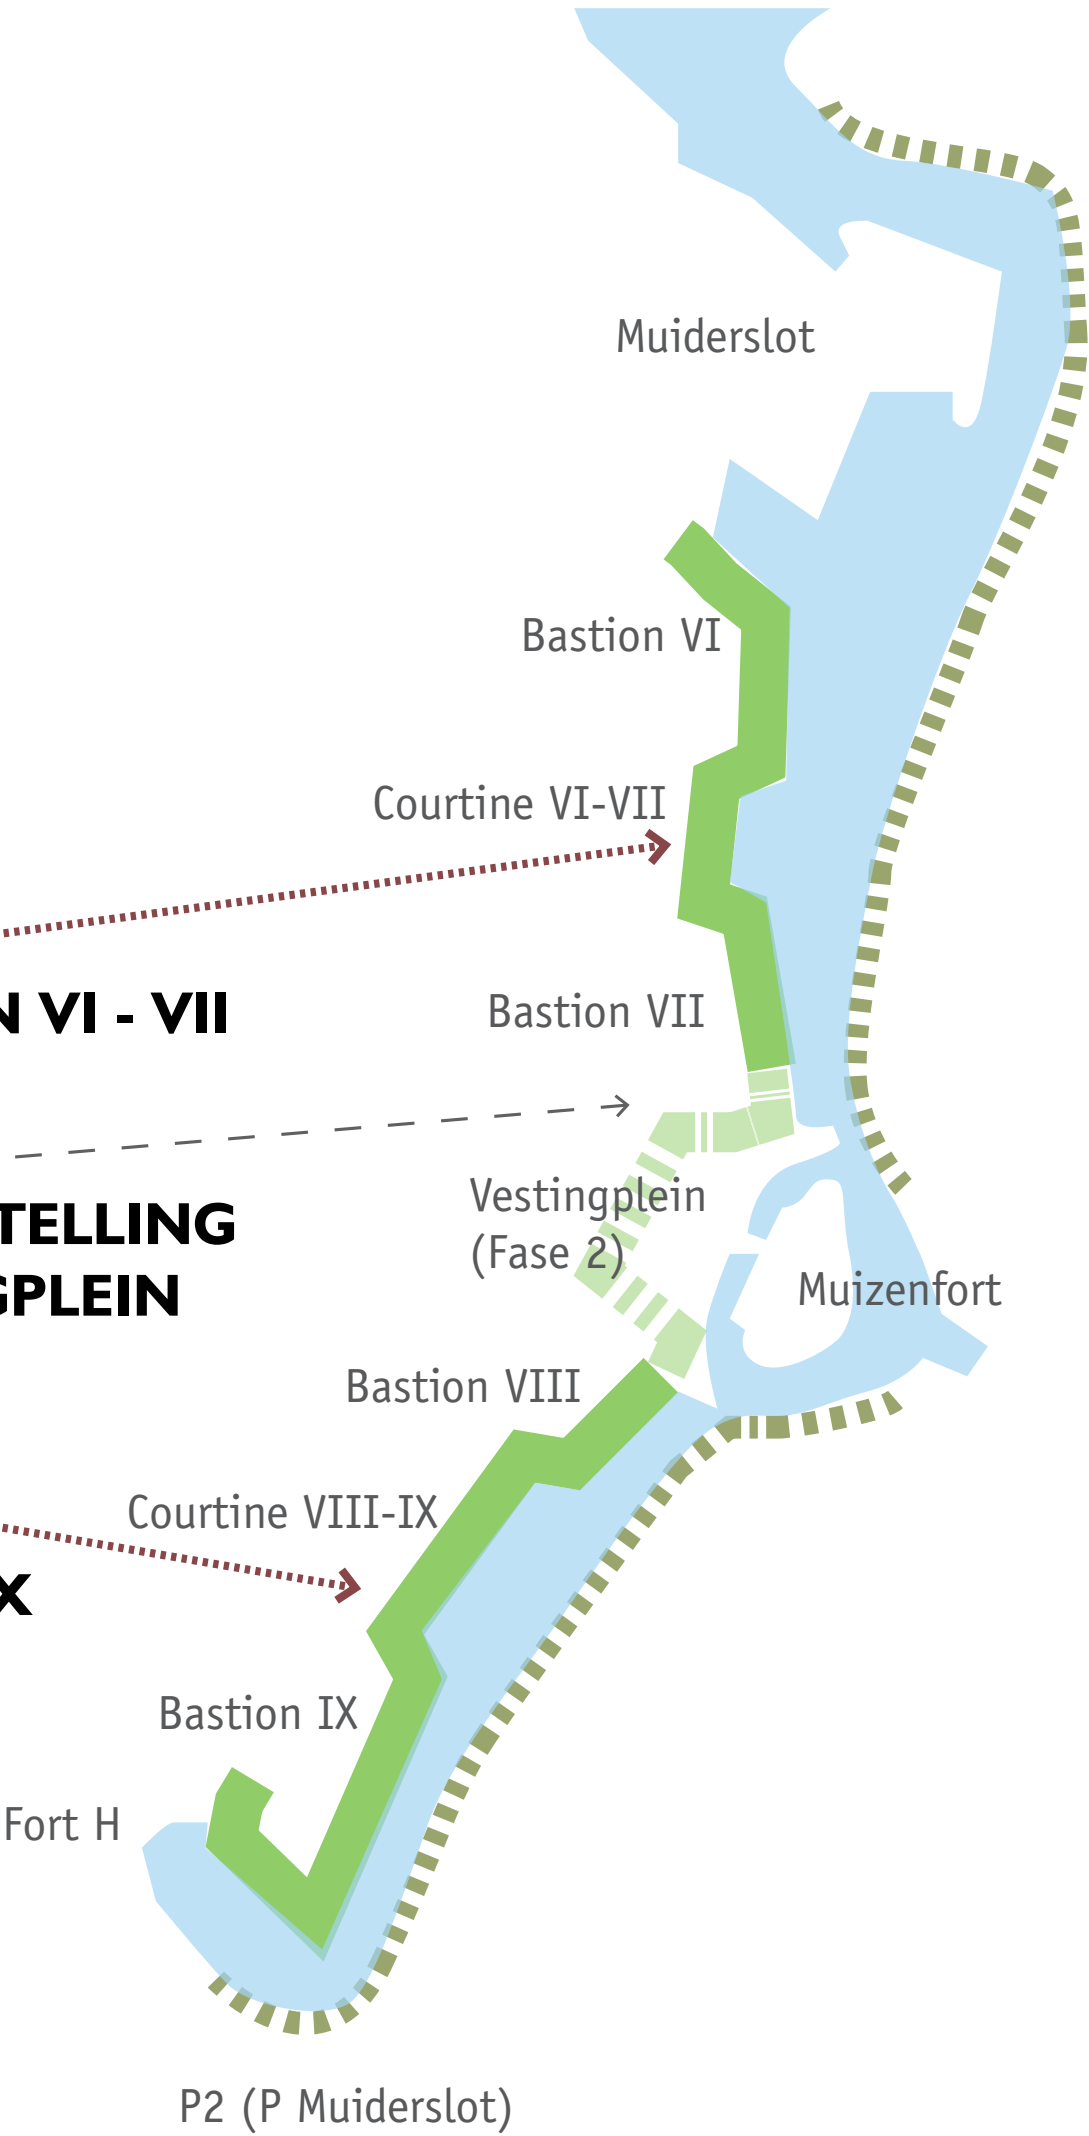 Muiderslot
Bastion VI
Courtine VI-VII
N VI - VII
Bastion VII
TELLING
Vestingplein
(Fase 2)
GPLEIN
Muizenfort
Bastion VIII
Courtine VIII-IX
X
Bastion IX
Fort H
P2 (P Muiderslot)